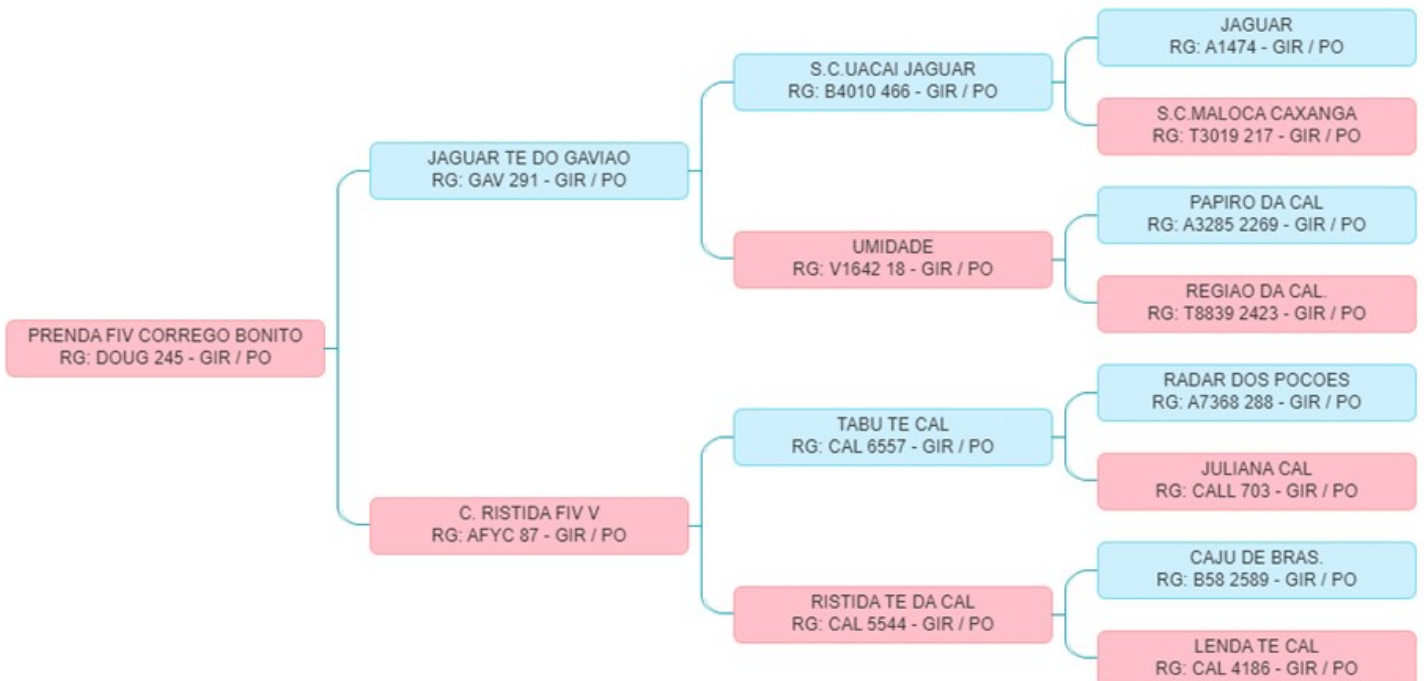 JAGUAR
RG: A1474 - GIR / PO
S.C.UACAI JAGUAR
RG: B4010 466 - GIR / PO
S.C.MALOCA CAXANGA
RG: T3019 217 - GIR / PO
JAGUAR TE DO GAVIAO
RG: GAV 291 - GIR / PO
PAPIRO DA CAL
RG: A3285 2269 - GIR / PO
UMIDADE
RG: V1642 18 - GIR / PO
REGIAO DA CAL.
RG: T8839 2423 - GIR / PO
PRENDA FIV CORREGO BONITO
RG: DOUG 245 - GIR / PO
RADAR DOS POCOES
RG: A7368 288 - GIR / PO
TABU TE CAL
RG: CAL 6557 - GIR / PO
JULIANA CAL
RG: CALL 703 - GIR / PO
C. RISTIDA FIV V
RG: AFYC 87 - GIR / PO
CAJU DE BRAS.
RG: B58 2589 - GIR / PO
RISTIDA TE DA CAL
RG: CAL 5544 - GIR / PO
LENDA TE CAL
RG: CAL 4186 - GIR / PO